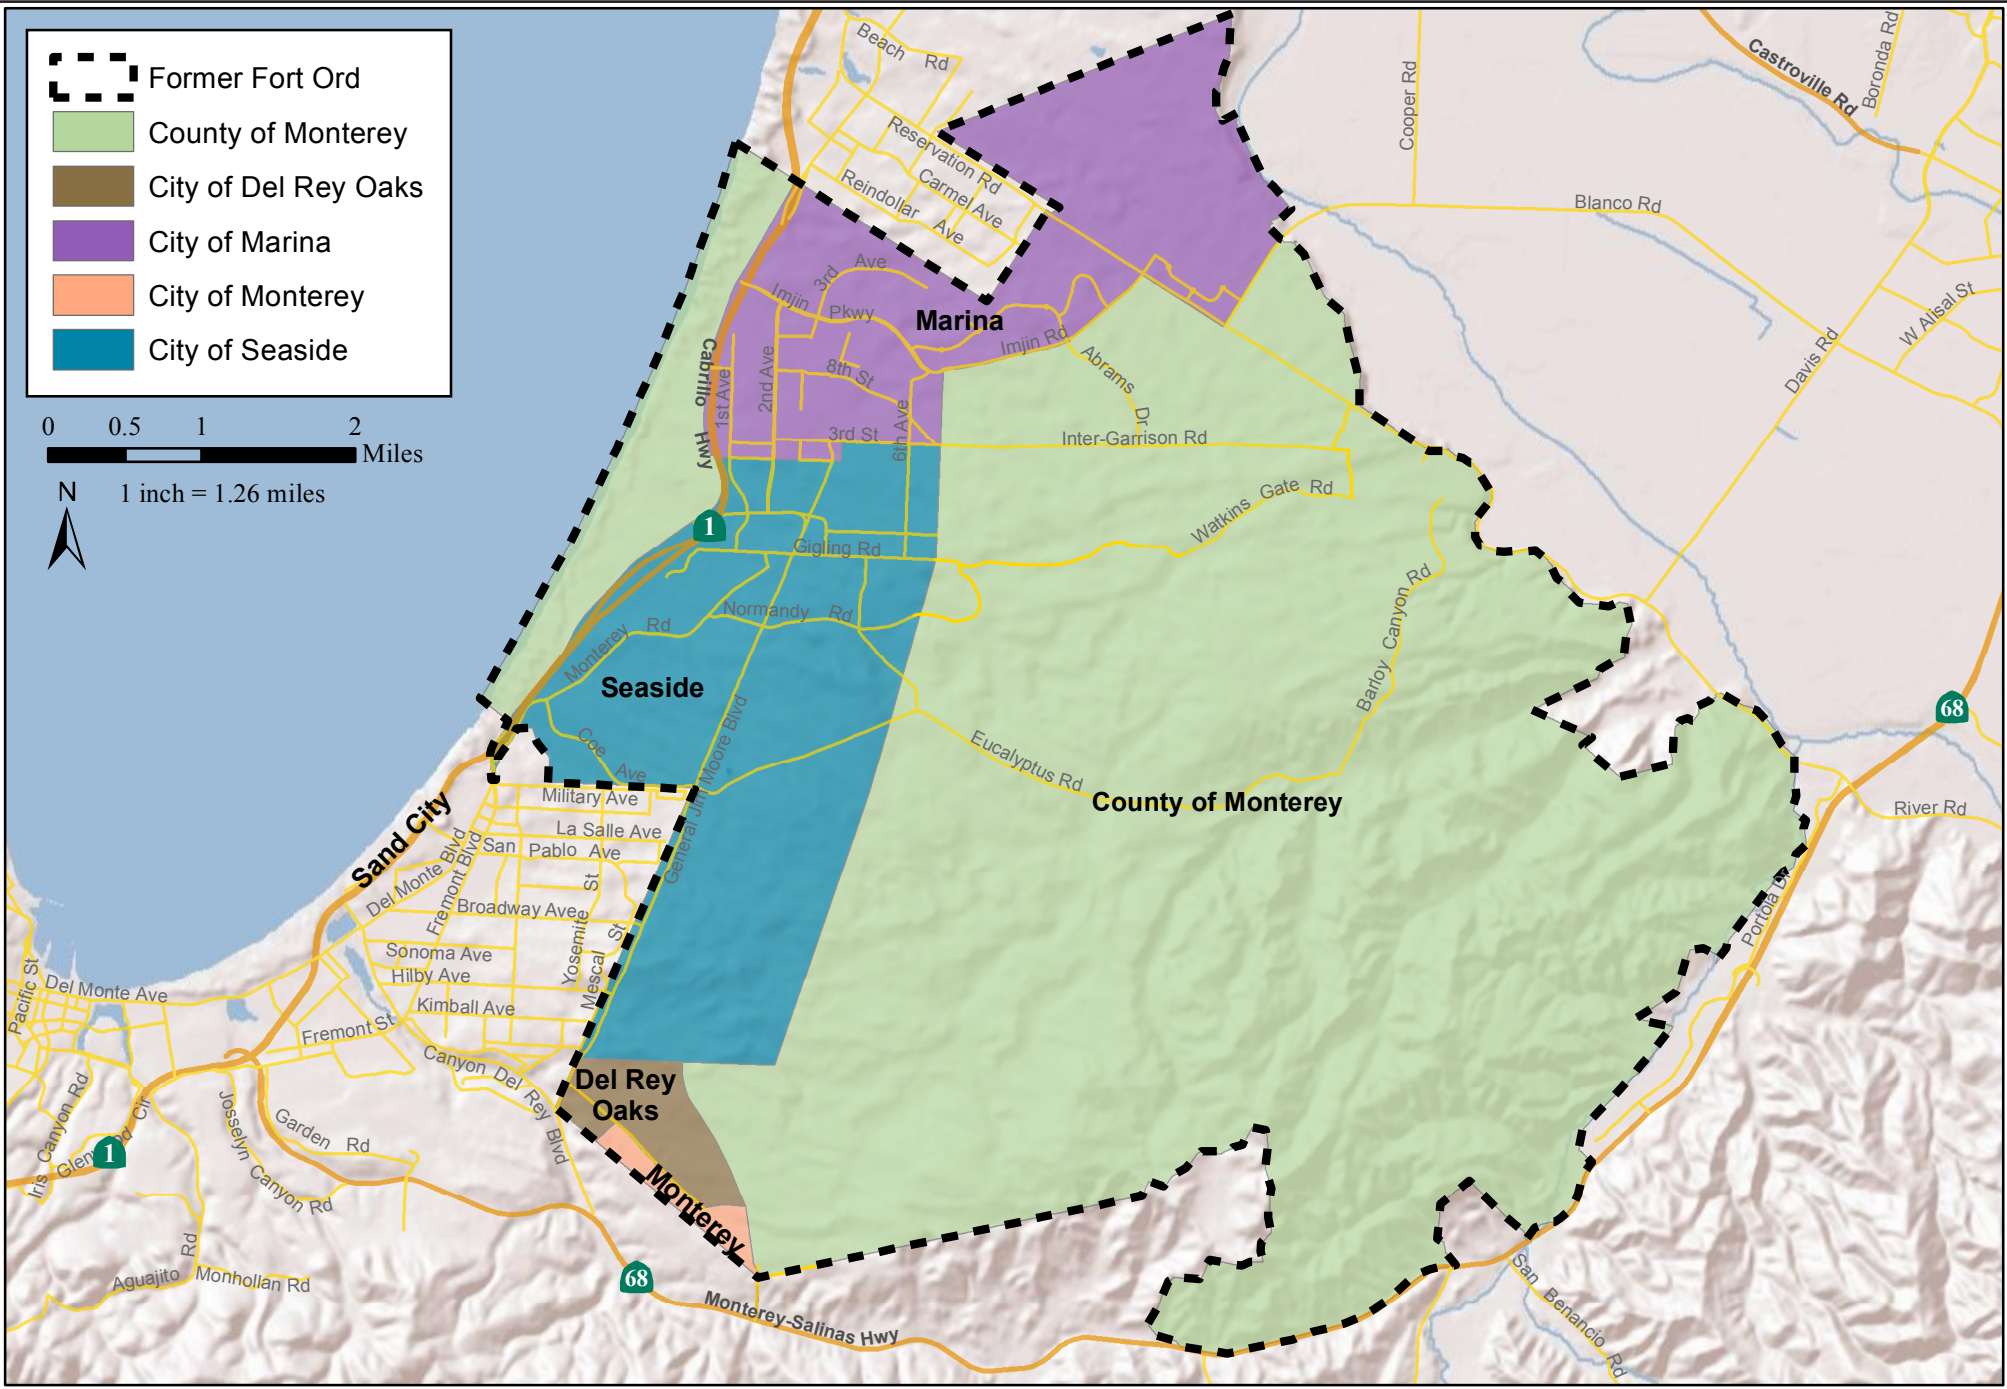 Former Fort Ord
County of Monterey
City of Del Rey Oaks
City of Marina
City of Monterey
City of Seaside
0 0.5 1 2
Miles
N
1 inch = 1.26 miles
Beach Rd
Reservation Rd
Carmel Ave
Reindollar Ave
Cooper Rd
Castroville Rd
Boronda Rd
Blanco Rd
W Alisal St
Davis Rd
3rd Ave
Imjin Pkwy
Marina
Imjin Rd
Abrams Dr
8th St
Cabrillo Hwy
1st Ave
2nd Ave
6th Ave
3rd St
Inter-Garrison Rd
Watkins Gate Rd
1
Gigling Rd
Normandy Rd
Monterey Rd
Seaside
Barloy Canyon Rd
Coe Ave
General Jim Moore Blvd
Eucalyptus Rd
County of Monterey
68
River Rd
Portola Dr
Sand City
Military Ave
La Salle Ave
San Pablo Ave
Del Monte Blvd
Fremont Blvd
Broadway Ave
Yosemite St
Mescal St
Sonoma Ave
Hilby Ave
Kimball Ave
Pacific St
Del Monte Ave
Fremont St
Canyon Del Rey Blvd
Del Rey
Oaks
Monterey
Iris Canyon Rd
Glenwood Cir
1
Josselyn Canyon Rd
Garden Rd
Aguajito Rd
Monhollan Rd
68
Monterey-Salinas Hwy
San Benancio Rd